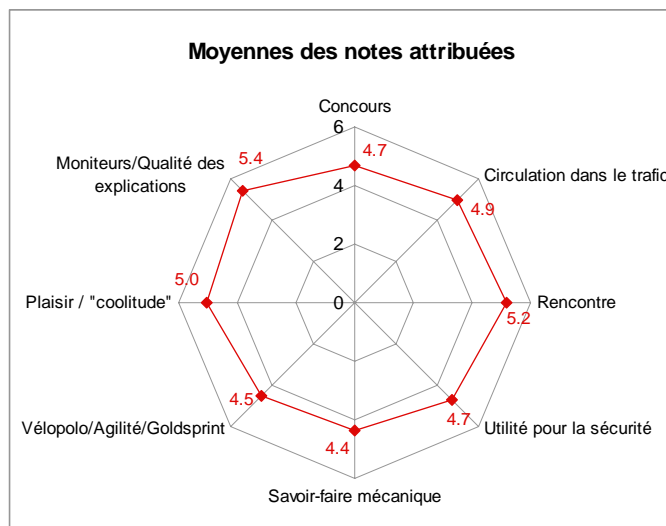 Moyennes des notes attribuées
Concours
6
4.7
5.4
Moniteurs/Qualité des
explications
Circulation dans le trafic
4
4.9
2
5.0
Plaisir / "coolitude"
0
Rencontre
5.2
4.5
4.7
Vélopolo/Agilité/Goldsprint
4.4
Utilité pour la sécurité
Savoir-faire mécanique